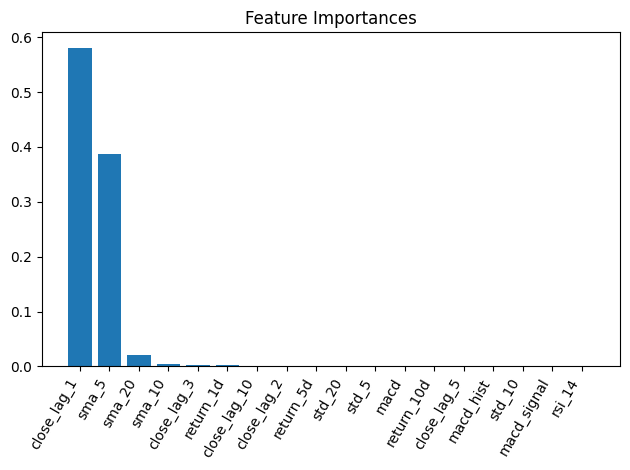 Feature Importances
0.6
0.5
0.4
0.3
0.2
0.1
0.0
close_lag_1
sma_5
sma_20
sma_10
close_lag_3
return_1d
close_lag_10
close_lag_2
return_5d
std_20
std_5
macd
return_10d
close_lag_5
macd_hist
std_10
macd_signal
rsi_14